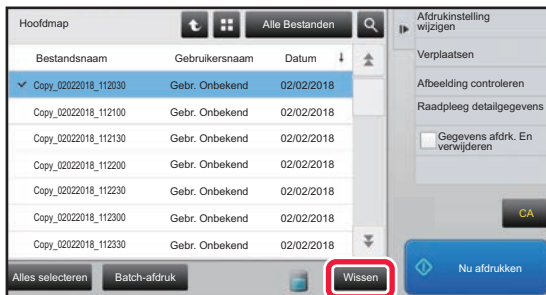 Hoofdmap
Alle Bestanden
Bestandsnaam Gebruikersnaam Datum
Copy_02022018_112030 Gebr. Onbekend 02/02/2018
Copy_02022018_112100 Gebr. Onbekend 02/02/2018
Copy_02022018_112130 Gebr. Onbekend 02/02/2018
Copy_02022018_112200 Gebr. Onbekend 02/02/2018
Copy_02022018_112230 Gebr. Onbekend 02/02/2018
Copy_02022018_112300 Gebr. Onbekend 02/02/2018
Copy_02022018_112330 Gebr. Onbekend 02/02/2018
Alles selecteren Batch-afdruk Wissen
Afdrukinstelling
wijzigen
Verplaatsen
Afbeelding controleren
Raadpleeg detailgegevens
Gegevens afdrk. En
verwijderen
CA
Nu afdrukken